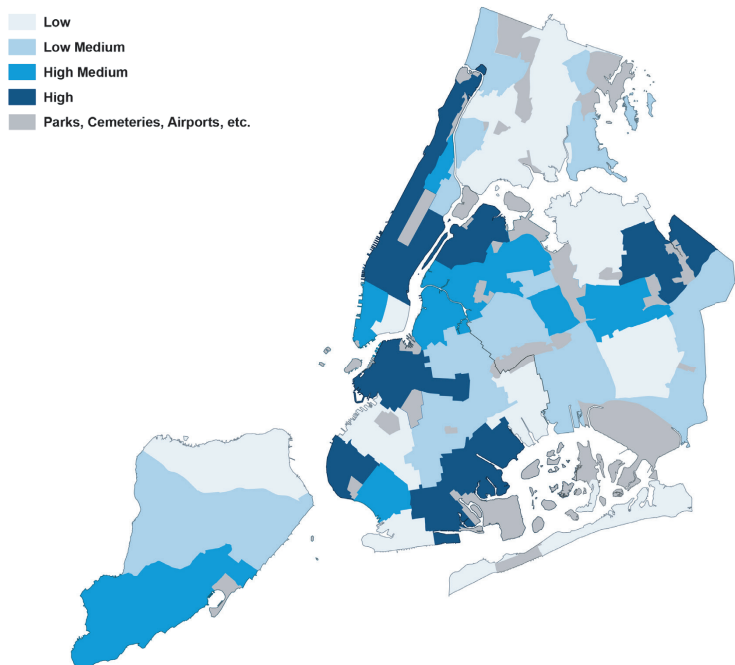 Low
Low Medium
High Medium
High
Parks, Cemeteries, Airports, etc.